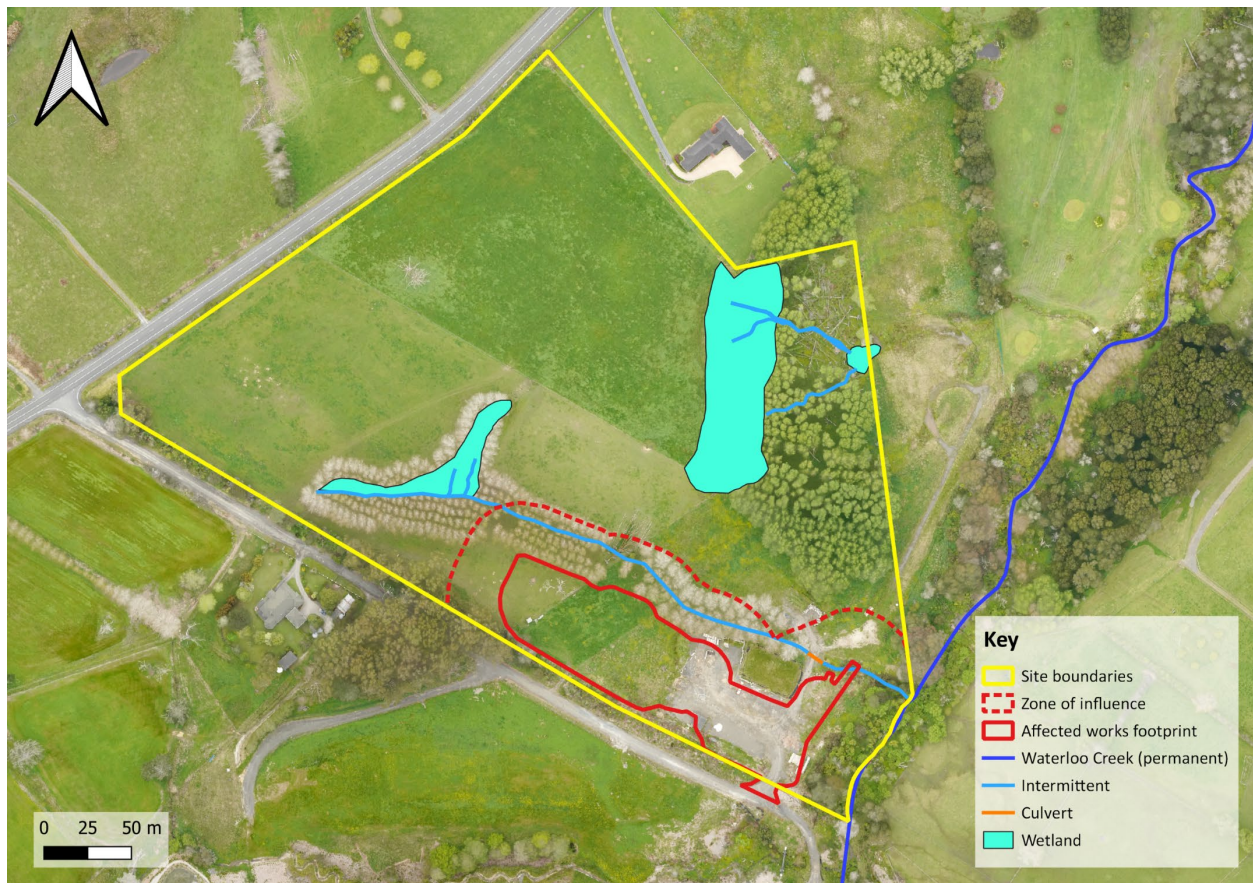 Key
Site boundaries
Zone of influence
Affected works footprint
Waterloo Creek (permanent)
Intermittent
Culvert
Wetland
0 25 50 m